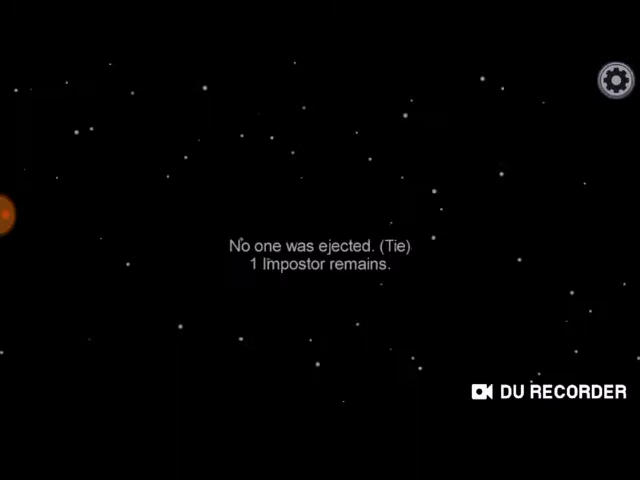 No one was ejected. (Tie)
1 Impostor remains.
DU RECORDER